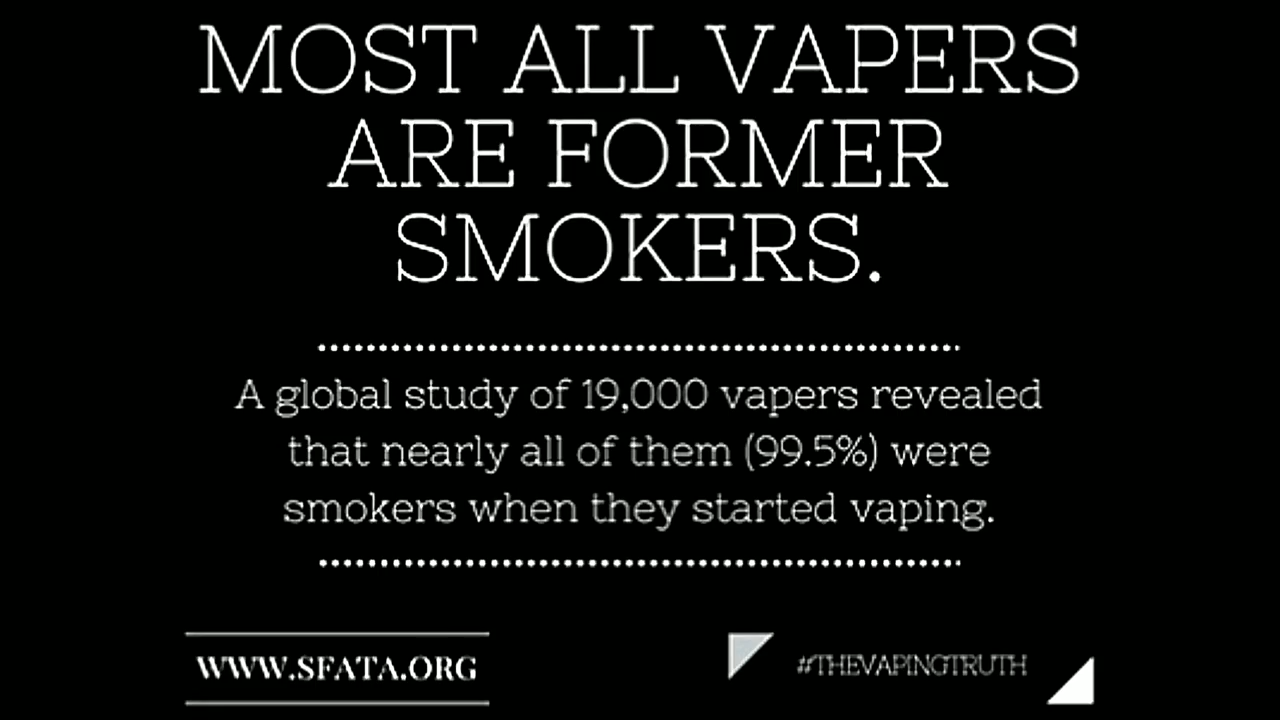 MOST ALL VAPERS
ARE FORMER
SMOKERS.
A global study of 19,000 vapers revealed
that nearly all of them (99.5%) were
smokers when they started vaping.
WWW.SFATA.ORG
#THEVAPINGTRUTH